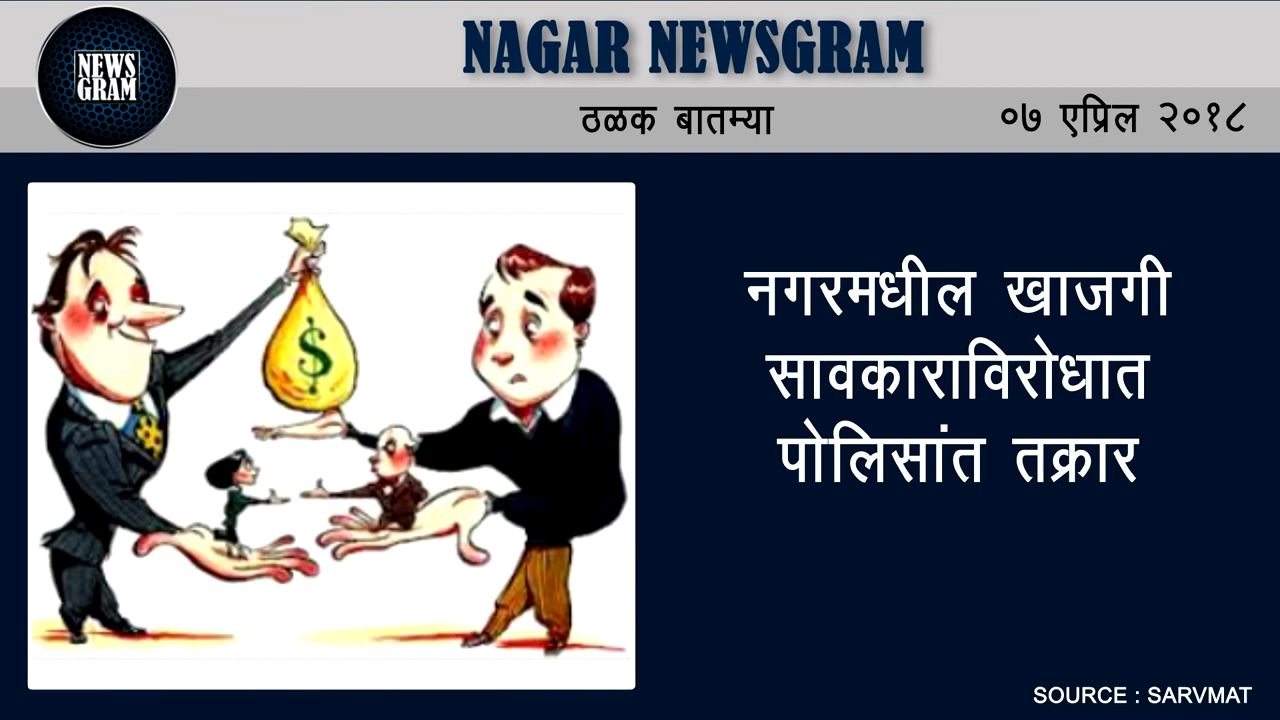 NEWS
GRAM
NAGAR NEWSGRAM
ठळक बातम्या
०७ एप्रिल २०१८
$
नगरमधील खाजगी
सावकाराविरोधात
पोलिसांत तक्रार
SOURCE : SARVMAT